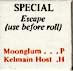 SPECIAL
Escape
(use before roll)
Moonglum . . . P
Kelmain Host .H